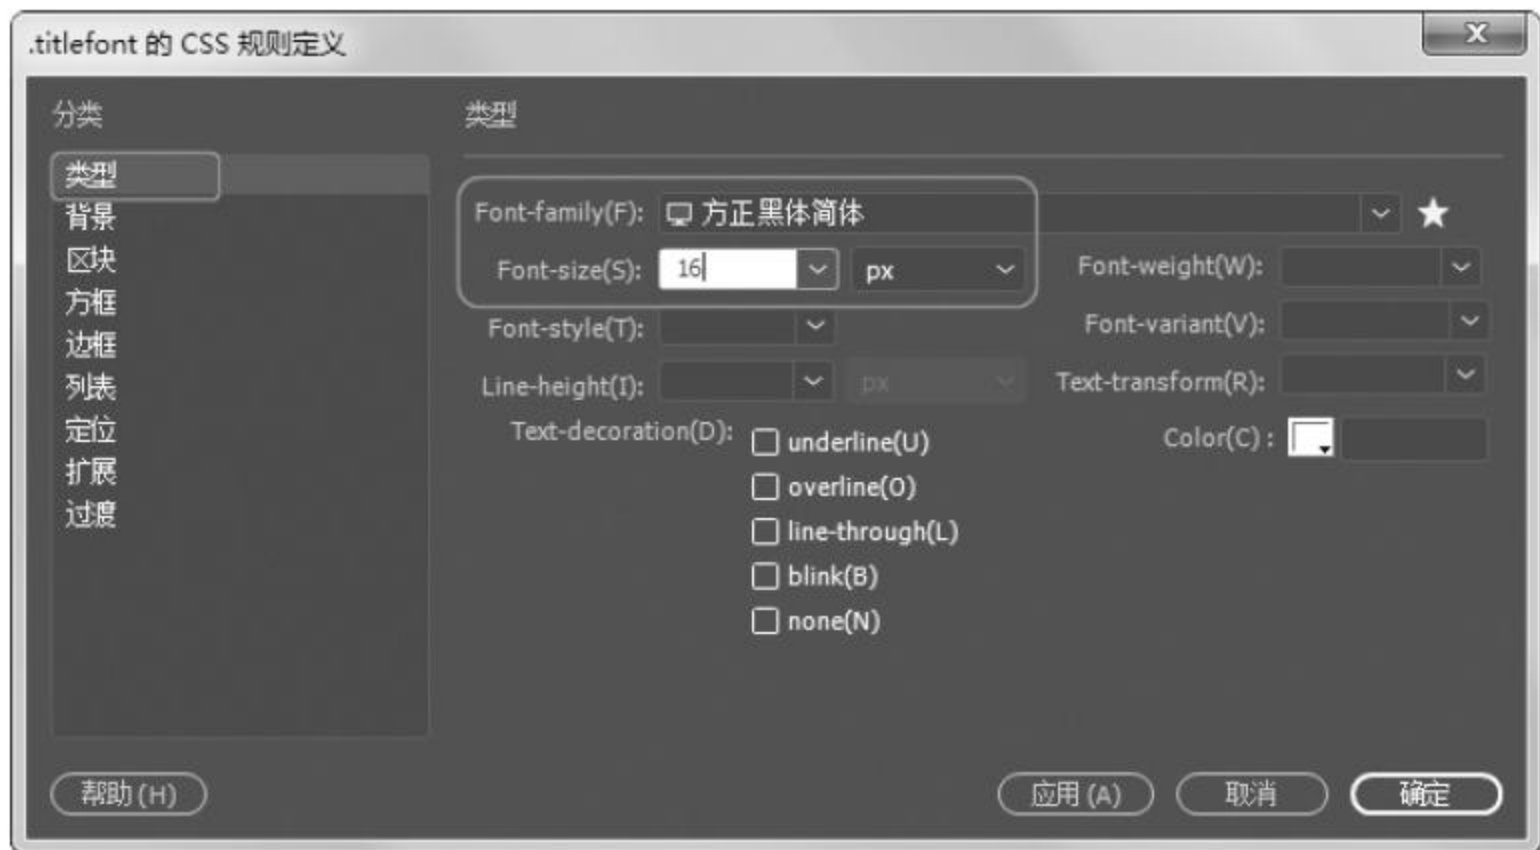 .titlefont 的 CSS 规则定义
x
分类
类型
类型
背景
区块
方框
边框
列表
定位
扩展
过渡
Font-family(F): 方正黑体简体
Font-size(S): 16 px
Font-weight(W):
Font-style(T):
Font-variant(V):
Line-height(I): px
Text-transform(R):
Text-decoration(D): underline(U)
Color(C) :
overline(O)
line-through(L)
blink(B)
none(N)
帮助 (H)
应用 (A)
取消
确定